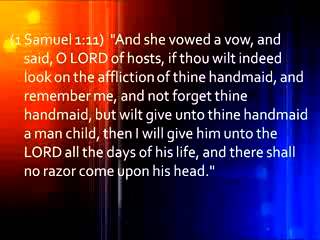 (1 Samuel 1:11)  "And she vowed a vow, and
said, O LORD of hosts, if thou wilt indeed
look on the affliction of thine handmaid, and
remember me, and not forget thine
handmaid, but wilt give unto thine handmaid
a man child, then I will give him unto the
LORD all the days of his life, and there shall
no razor come upon his head."